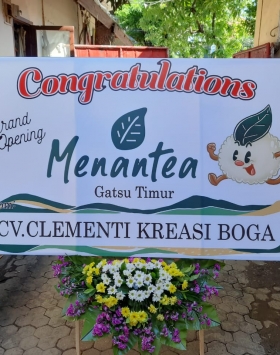 Congratulations
Grand
Opening
Menantea
Gatsu Timur
CV.CLEMENTI KREASI BOGA